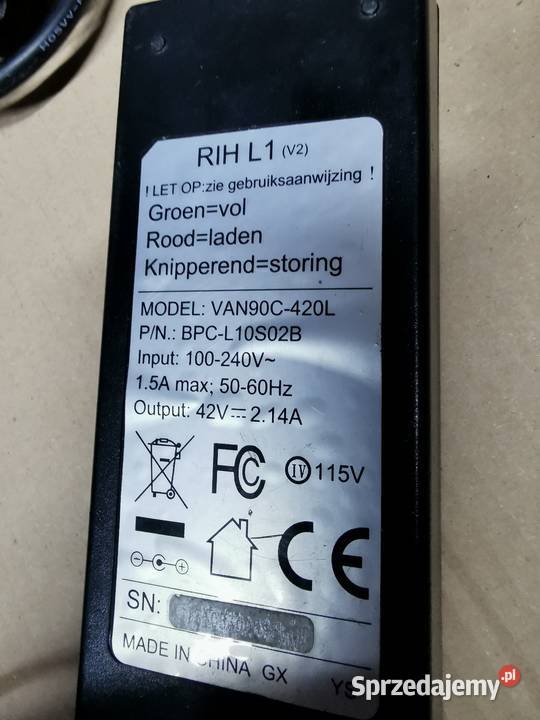 H05VV-F
RIH L1 (V2)
! LET OP:zie gebruiksaanwijzing !
Groen=vol
Rood=laden
Knipperend=storing
MODEL: VAN90C-420L
P/N.: BPC-L10S02B
Input: 100-240V~
1.5A max; 50-60Hz
Output: 42V⎓2.14A
FC IV 115V
CE
SN:
MADE IN CHINA GX
Sprzedajemy.pl